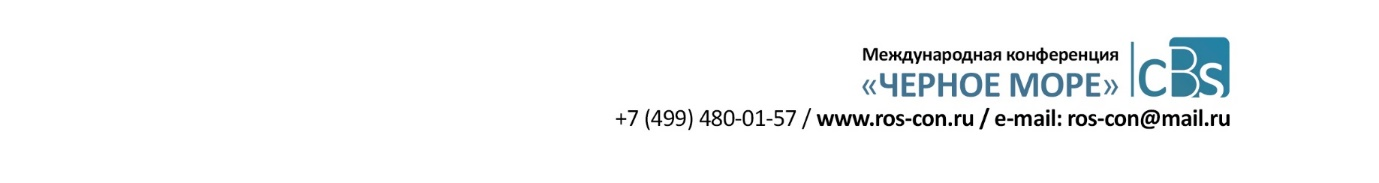 Международная конференция
«ЧЕРНОЕ МОРЕ»
CBS
+7 (499) 480-01-57 / www.ros-con.ru / e-mail: ros-con@mail.ru